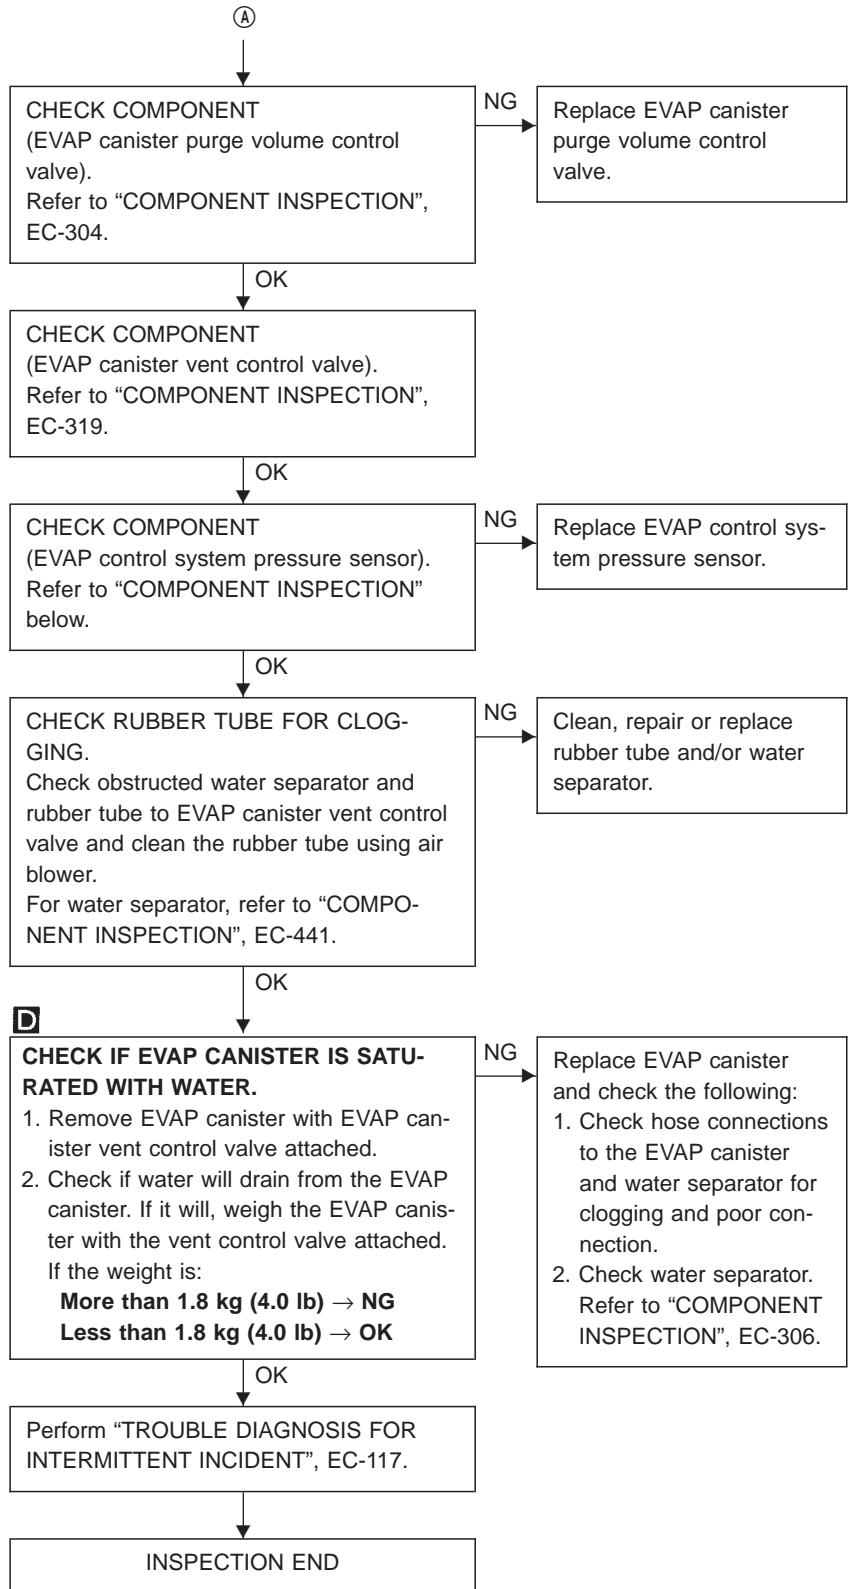 Ⓐ
CHECK COMPONENT
(EVAP canister purge volume control
valve).
Refer to “COMPONENT INSPECTION”,
EC-304.
NG
Replace EVAP canister
purge volume control
valve.
OK
CHECK COMPONENT
(EVAP canister vent control valve).
Refer to “COMPONENT INSPECTION”,
EC-319.
OK
CHECK COMPONENT
(EVAP control system pressure sensor).
Refer to “COMPONENT INSPECTION”
below.
NG
Replace EVAP control sys-
tem pressure sensor.
OK
CHECK RUBBER TUBE FOR CLOG-
GING.
Check obstructed water separator and
rubber tube to EVAP canister vent control
valve and clean the rubber tube using air
blower.
For water separator, refer to “COMPO-
NENT INSPECTION”, EC-441.
NG
Clean, repair or replace
rubber tube and/or water
separator.
OK
D
CHECK IF EVAP CANISTER IS SATU-
RATED WITH WATER.
1. Remove EVAP canister with EVAP can-
ister vent control valve attached.
2. Check if water will drain from the EVAP
canister. If it will, weigh the EVAP canis-
ter with the vent control valve attached.
If the weight is:
More than 1.8 kg (4.0 lb) → NG
Less than 1.8 kg (4.0 lb) → OK
NG
Replace EVAP canister
and check the following:
1. Check hose connections
to the EVAP canister
and water separator for
clogging and poor con-
nection.
2. Check water separator.
Refer to “COMPONENT
INSPECTION”, EC-306.
OK
Perform “TROUBLE DIAGNOSIS FOR
INTERMITTENT INCIDENT”, EC-117.
INSPECTION END